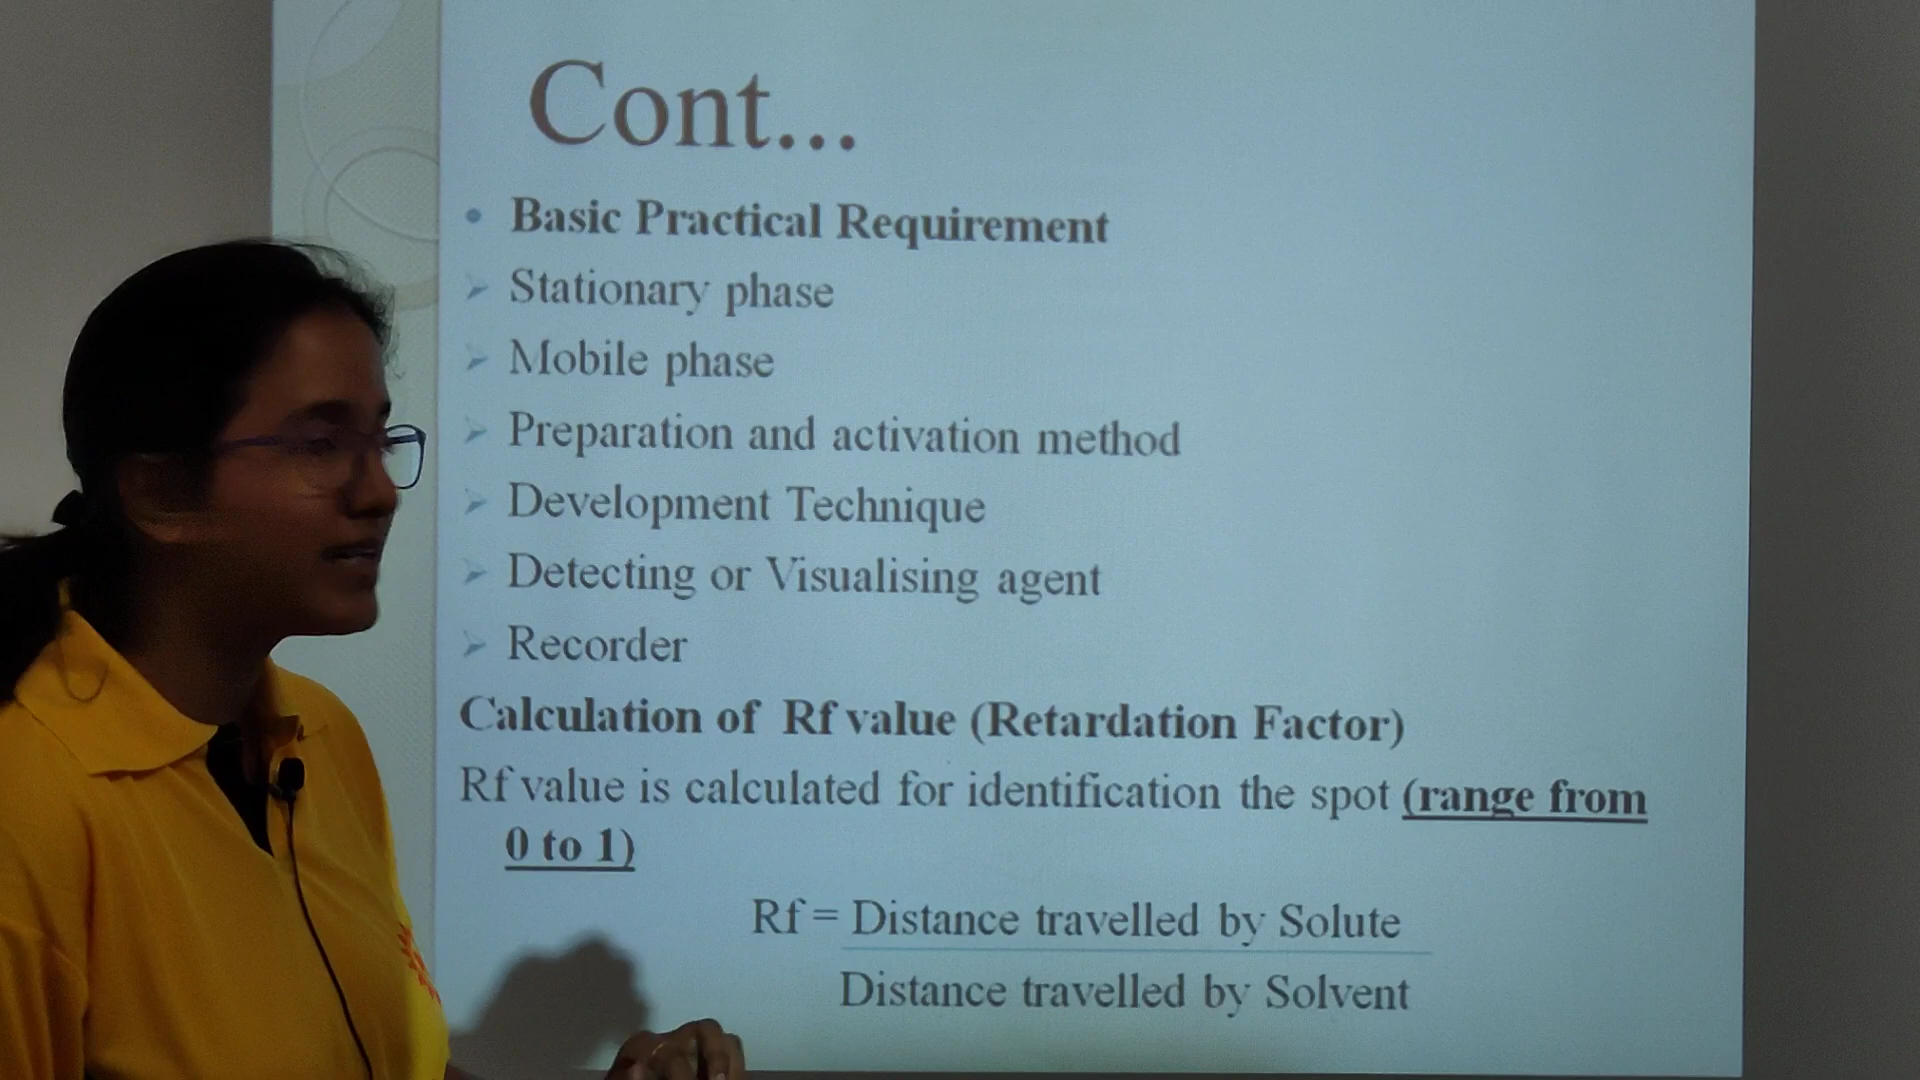 Cont...
• Basic Practical Requirement
➢ Stationary phase
➢ Mobile phase
➢ Preparation and activation method
➢ Development Technique
➢ Detecting or Visualising agent
➢ Recorder
Calculation of Rf value (Retardation Factor)
Rf value is calculated for identification the spot (range from
0 to 1)
Rf = Distance travelled by Solute
Distance travelled by Solvent